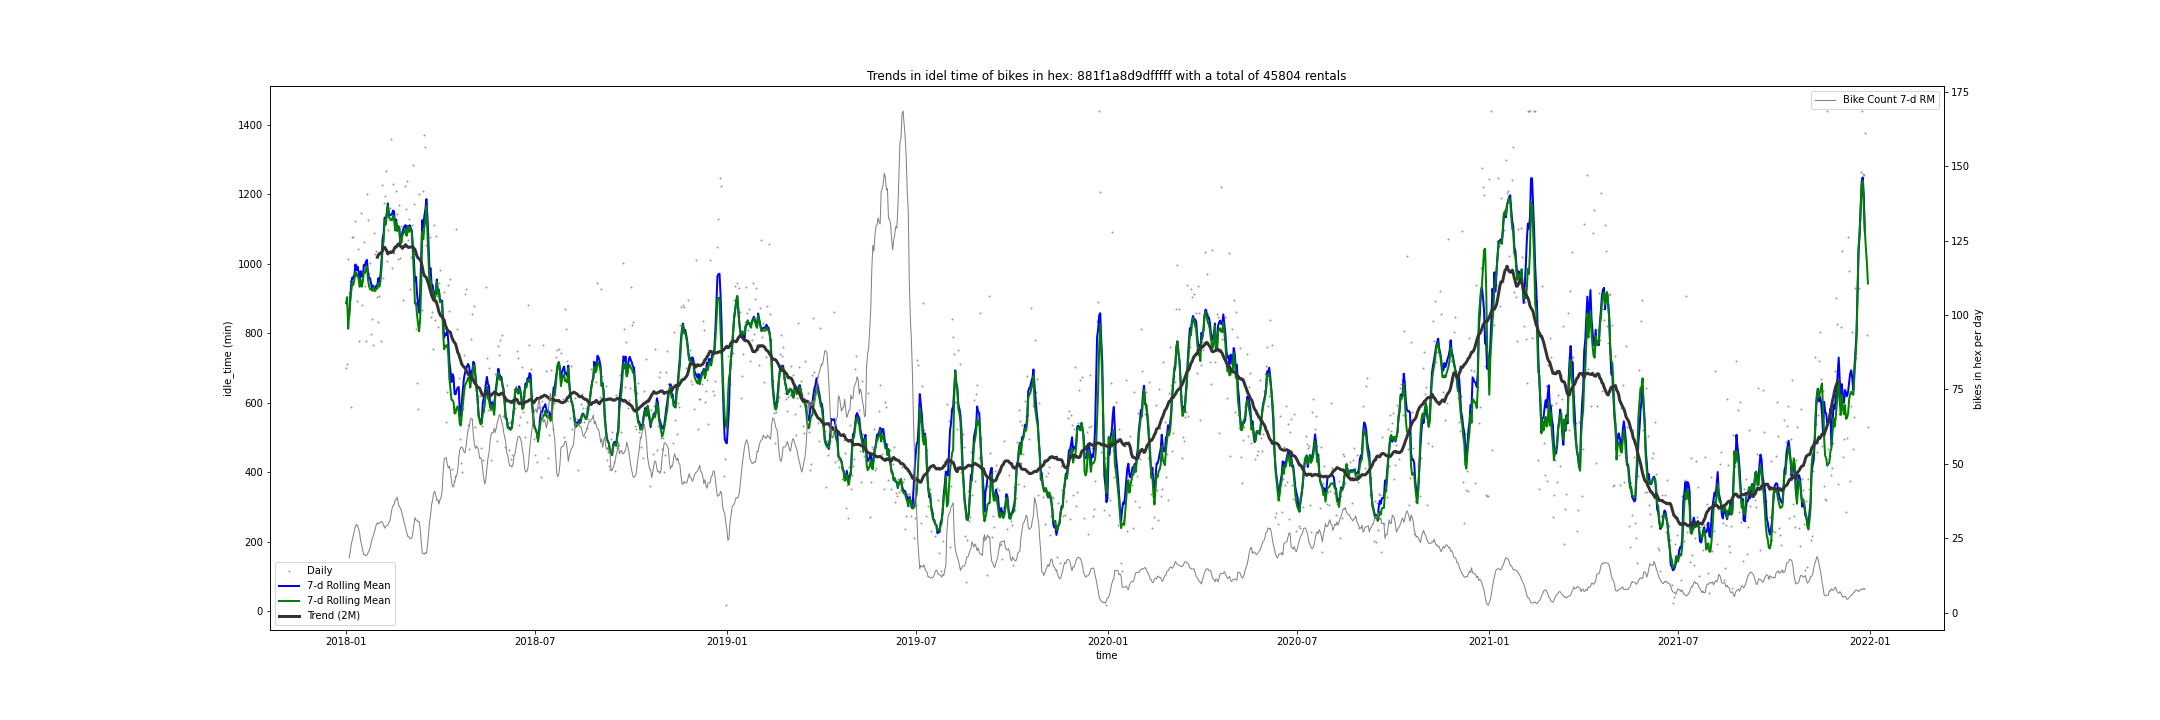 Trends in idel time of bikes in hex: 881f1a8d9dfffff with a total of 45804 rentals
Bike Count 7-d RM
1400
1200
1000
800
600
400
200
0
idle_time (min)
175
150
125
100
75
50
25
0
bikes in hex per day
Daily
7-d Rolling Mean
7-d Rolling Mean
Trend (2M)
2018-01
2018-07
2019-01
2019-07
2020-01
2020-07
2021-01
2021-07
2022-01
time